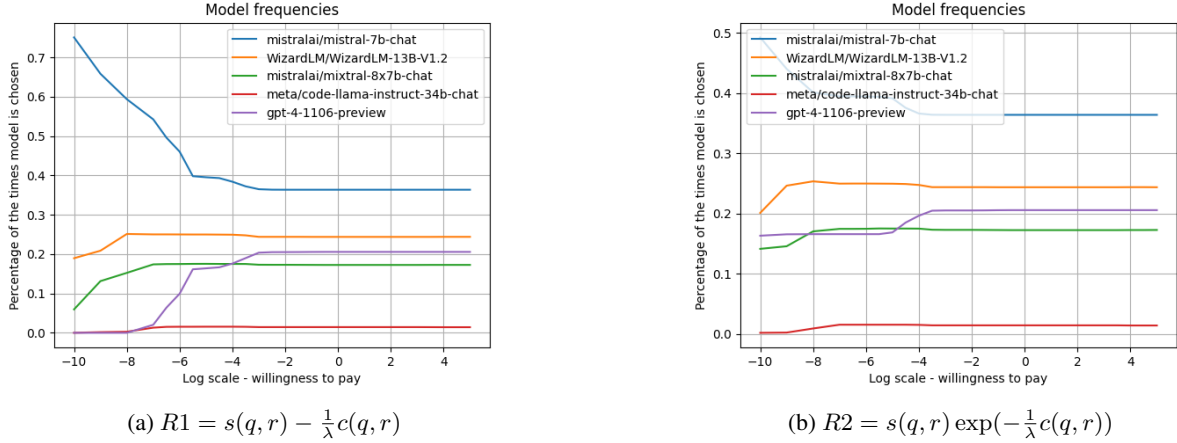 Model frequencies
mistralai/mistral-7b-chat
WizardLM/WizardLM-13B-V1.2
mistralai/mixtral-8x7b-chat
meta/code-llama-instruct-34b-chat
gpt-4-1106-preview
Percentage of the times model is chosen
0.7
0.6
0.5
0.4
0.3
0.2
0.1
0.0
−10 −8 −6 −4 −2 0 2 4
Log scale - willingness to pay
(a) R1 = s(q, r) − \frac{1}{λ}c(q, r)
Model frequencies
mistralai/mistral-7b-chat
WizardLM/WizardLM-13B-V1.2
mistralai/mixtral-8x7b-chat
meta/code-llama-instruct-34b-chat
gpt-4-1106-preview
Percentage of the times model is chosen
0.5
0.4
0.3
0.2
0.1
0.0
−10 −8 −6 −4 −2 0 2 4
Log scale - willingness to pay
(b) R2 = s(q, r) exp(−\frac{1}{λ}c(q, r))